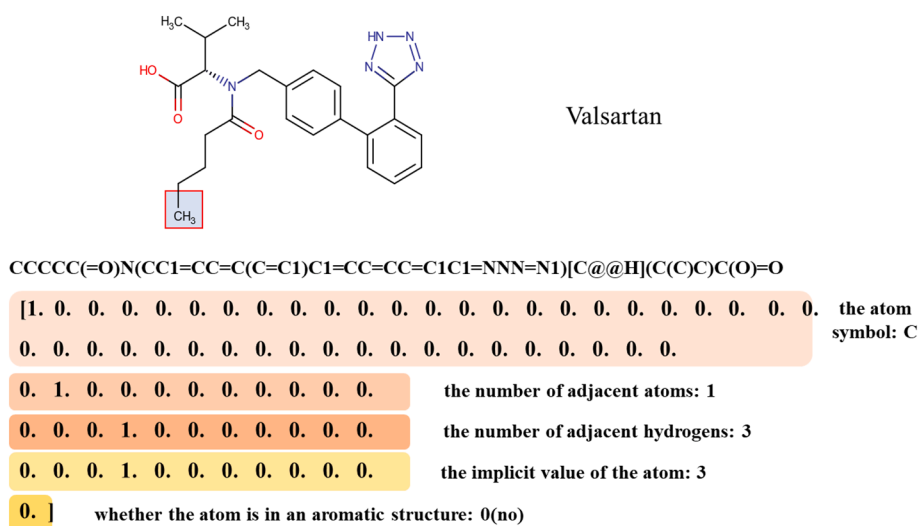 H₃C CH₃
HN N
N N
HO
N
O
O
CH₃
Valsartan
CCCCC(=O)N(CC1=CC=C(C=C1)C1=CC=CC=C1C1=NNN=N1)[C@@H](C(C)C)C(O)=O
[1. 0. 0. 0. 0. 0. 0. 0. 0. 0. 0. 0. 0. 0. 0. 0. 0. 0. 0. 0. 0. 0. 0. 0. the atom
symbol: C
0. 0. 0. 0. 0. 0. 0. 0. 0. 0. 0. 0. 0. 0. 0. 0. 0. 0. 0. 0.
0. 1. 0. 0. 0. 0. 0. 0. 0. 0. 0. the number of adjacent atoms: 1
0. 0. 0. 1. 0. 0. 0. 0. 0. 0. 0. the number of adjacent hydrogens: 3
0. 0. 0. 1. 0. 0. 0. 0. 0. 0. 0. the implicit value of the atom: 3
0. ] whether the atom is in an aromatic structure: 0(no)